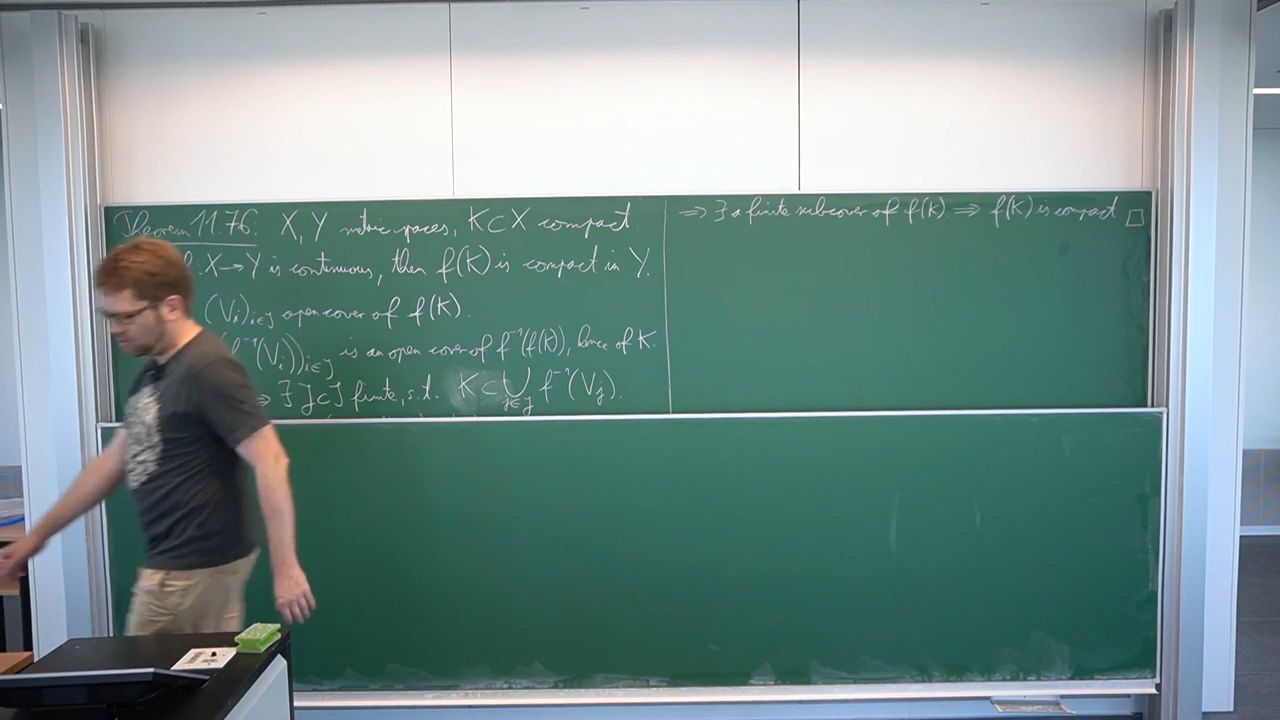 Theorem 11.76: X, Y metric spaces, K⊂X compact.
: X→Y is continuous, then f(K) is compact in Y.
(Vᵢ)ᵢ∈J open cover of f(K).
f⁻¹(Vᵢ))ᵢ∈J is an open cover of f⁻¹(f(K)), hence of K.
⇒ ∃ J⊂J finite, s.t. K⊂⋃j∈J f⁻¹(Vⱼ).
⇒ ∃ a finite subcover of f(K) ⇒ f(K) is compact □